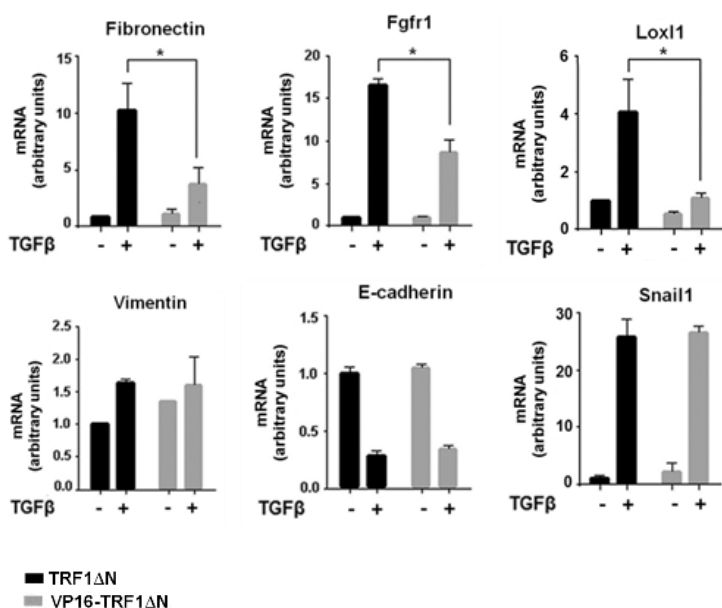 Fibronectin
mRNA
(arbitrary units)
15
10
5
0
*
TGFβ - + - +
Fgfr1
mRNA
(arbitrary units)
20
15
10
5
0
*
TGFβ - + - +
Loxl1
mRNA
(arbitrary units)
6
4
2
0
*
TGFβ - + - +
Vimentin
mRNA
(arbitrary units)
2.5
2.0
1.5
1.0
0.5
0.0
TGFβ - + - +
E-cadherin
mRNA
(arbitrary units)
1.5
1.0
0.5
0.0
TGFβ - + - +
Snail1
mRNA
(arbitrary units)
30
20
10
0
TGFβ - + - +
TRF1ΔN
VP16-TRF1ΔN